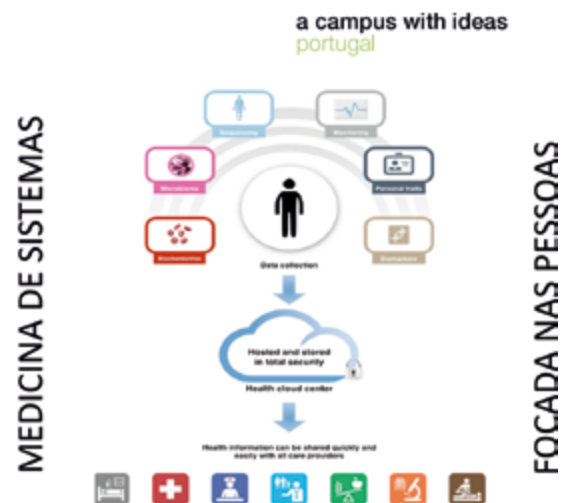 a campus with ideas
portugal
MEDICINA DE SISTEMAS
FOCADA NAS PESSOAS
Sequencing
Monitoring
Microbiome
Personal traits
Biochemistry
Biomarkers
Data collection
Hosted and stored
in total security
Health cloud center
Health information can be shared quickly and
easily with all care providers